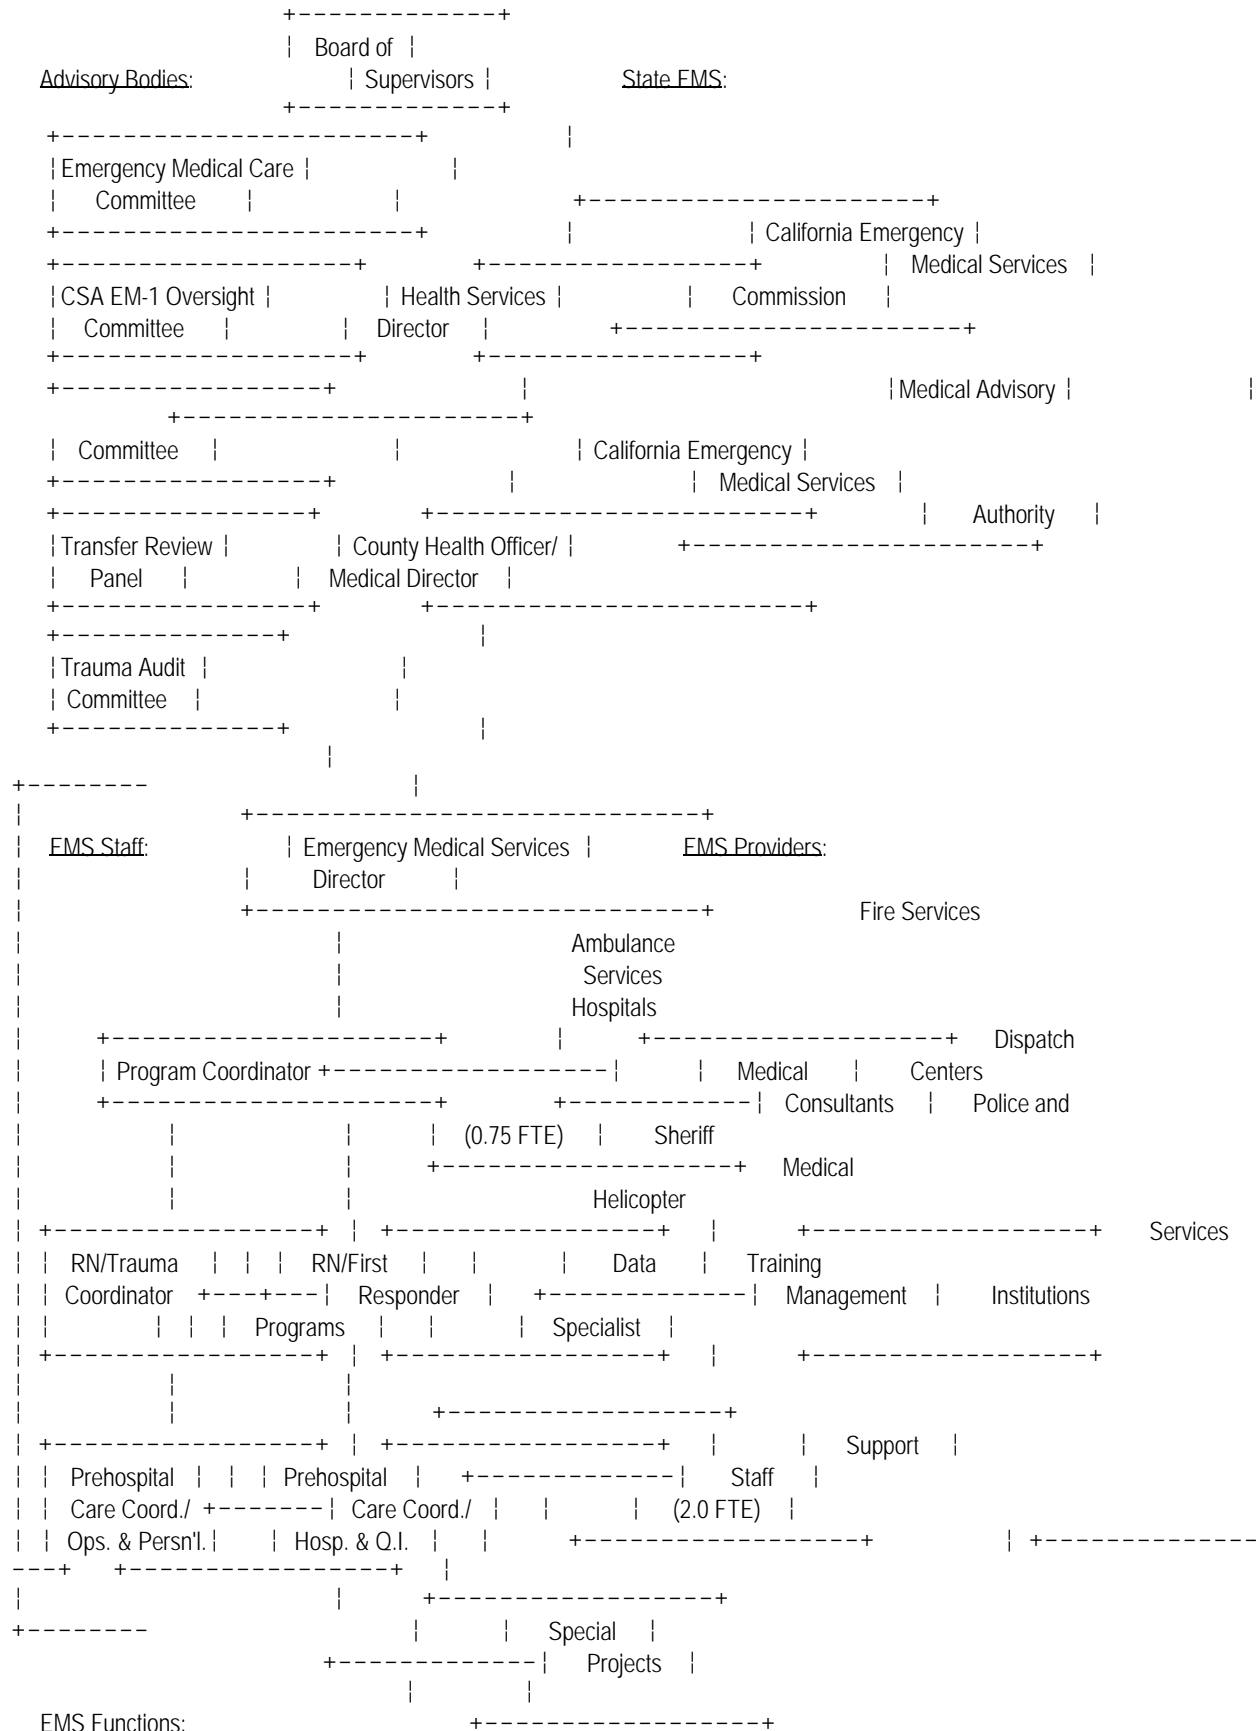 +-------------+
¦ Board of ¦
Advisory Bodies: ¦ Supervisors ¦ State EMS:
+-------------+
+-----------------------+ ¦
¦Emergency Medical Care ¦ ¦
¦ Committee ¦ ¦ +----------------------+
+-----------------------+ ¦ ¦ California Emergency ¦
+-------------------+ +-----------------+ ¦ Medical Services ¦
¦CSA EM-1 Oversight ¦ ¦ Health Services ¦ ¦ Commission ¦
¦ Committee ¦ ¦ Director ¦ +----------------------+
+-------------------+ +-----------------+
+-----------------+ ¦ ¦Medical Advisory ¦ ¦
+----------------------+
¦ Committee ¦ ¦ ¦ California Emergency ¦
+-----------------+ ¦ ¦ Medical Services ¦
+----------------+ +------------------------+ ¦ Authority ¦
¦Transfer Review ¦ ¦ County Health Officer/ ¦ +----------------------+
¦ Panel ¦ ¦ Medical Director ¦
+----------------+ +------------------------+
+--------------+ ¦
¦Trauma Audit ¦ ¦
¦ Committee ¦ ¦
+--------------+ ¦
¦
+-------- ¦
¦ +-----------------------------+
¦ EMS Staff: ¦ Emergency Medical Services ¦ EMS Providers:
¦ ¦ Director ¦
¦ +-----------------------------+ Fire Services
¦ ¦ Ambulance
¦ ¦ Services
¦ ¦ Hospitals
¦ +---------------------+ ¦ +-------------------+ Dispatch
¦ ¦ Program Coordinator +------------------¦ ¦ Medical ¦ Centers
¦ +---------------------+ +------------¦ Consultants ¦ Police and
¦ ¦ ¦ ¦ (0.75 FTE) ¦ Sheriff
¦ ¦ ¦ +-------------------+ Medical
¦ ¦ ¦ Helicopter
¦ +-----------------+ ¦ +-----------------+ ¦ +------------------+ Services
¦ ¦ RN/Trauma ¦ ¦ ¦ RN/First ¦ ¦ ¦ Data ¦ Training
¦ ¦ Coordinator +---+---¦ Responder ¦ +-------------¦ Management ¦ Institutions
¦ ¦ ¦ ¦ ¦ Programs ¦ ¦ ¦ Specialist ¦
¦ +-----------------+ ¦ +-----------------+ ¦ +------------------+
¦ ¦ ¦
¦ ¦ ¦ +------------------+
¦ +-----------------+ ¦ +-----------------+ ¦ ¦ Support ¦
¦ ¦ Prehospital ¦ ¦ ¦ Prehospital ¦ +-------------¦ Staff ¦
¦ ¦ Care Coord./ +-------¦ Care Coord./ ¦ ¦ ¦ (2.0 FTE) ¦
¦ ¦ Ops. & Persn'l.¦ ¦ Hosp. & Q.I. ¦ ¦ +------------------+ ¦ +--------------
---+ +-----------------+ ¦
¦ ¦ +------------------+
+-------- ¦ ¦ Special ¦
+-------------¦ Projects ¦
¦ ¦
EMS Functions: +------------------+